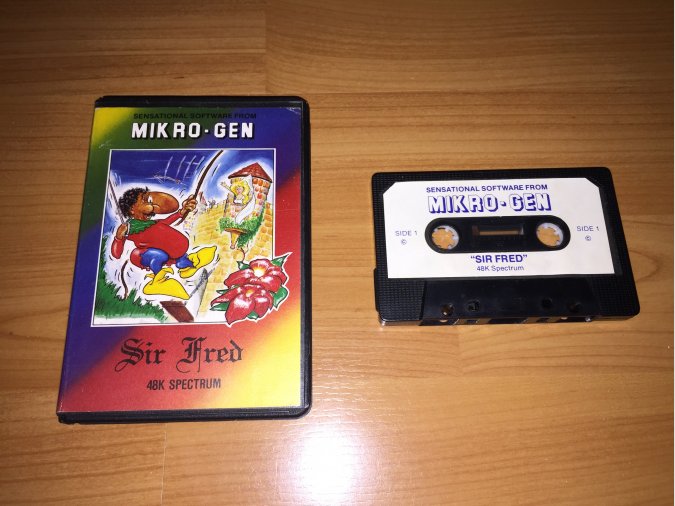 SENSATIONAL SOFTWARE FROM
MIKRO-GEN
Sir Fred
48K SPECTRUM
SENSATIONAL SOFTWARE FROM
MIKRO-GEN
SIDE 1
SIDE 1
©
©
"SIR FRED"
48K Spectrum